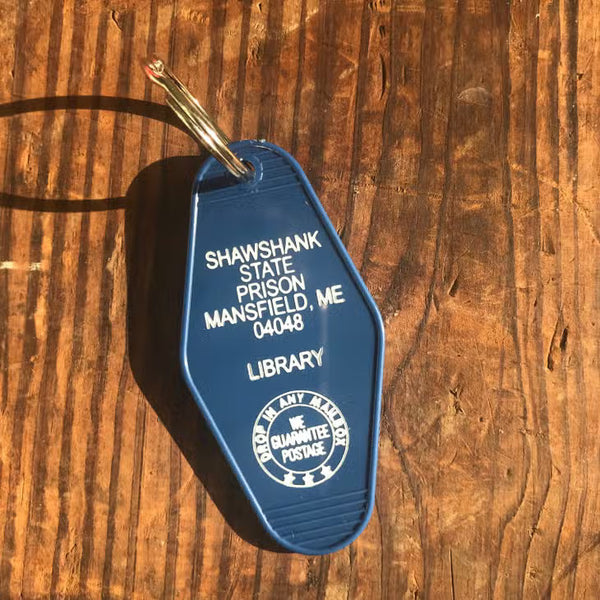 SHAWSHANK
STATE
PRISON
MANSFIELD, ME
04048
LIBRARY
DROP IN ANY MAILBOX
WE
GUARANTEE
POSTAGE